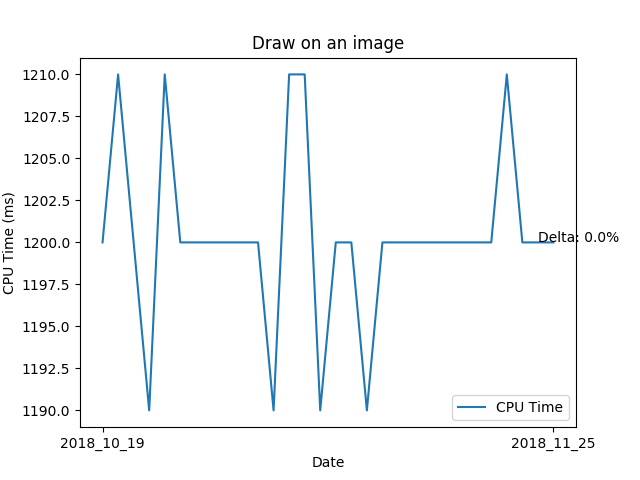 Draw on an image
CPU Time (ms)
1210.0
1207.5
1205.0
1202.5
1200.0
1197.5
1195.0
1192.5
1190.0
Delta: 0.0%
CPU Time
2018_10_19
2018_11_25
Date